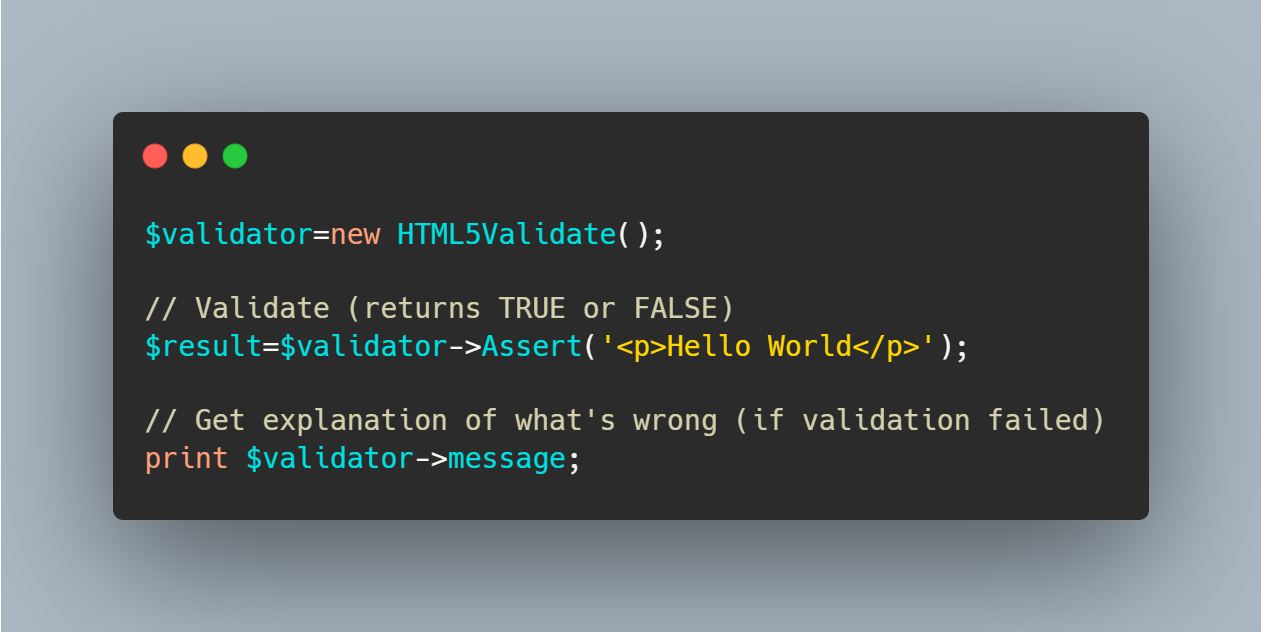 $validator=new HTML5Validate();
// Validate (returns TRUE or FALSE)
$result=$validator->Assert('<p>Hello World</p>');
// Get explanation of what's wrong (if validation failed)
print $validator->message;